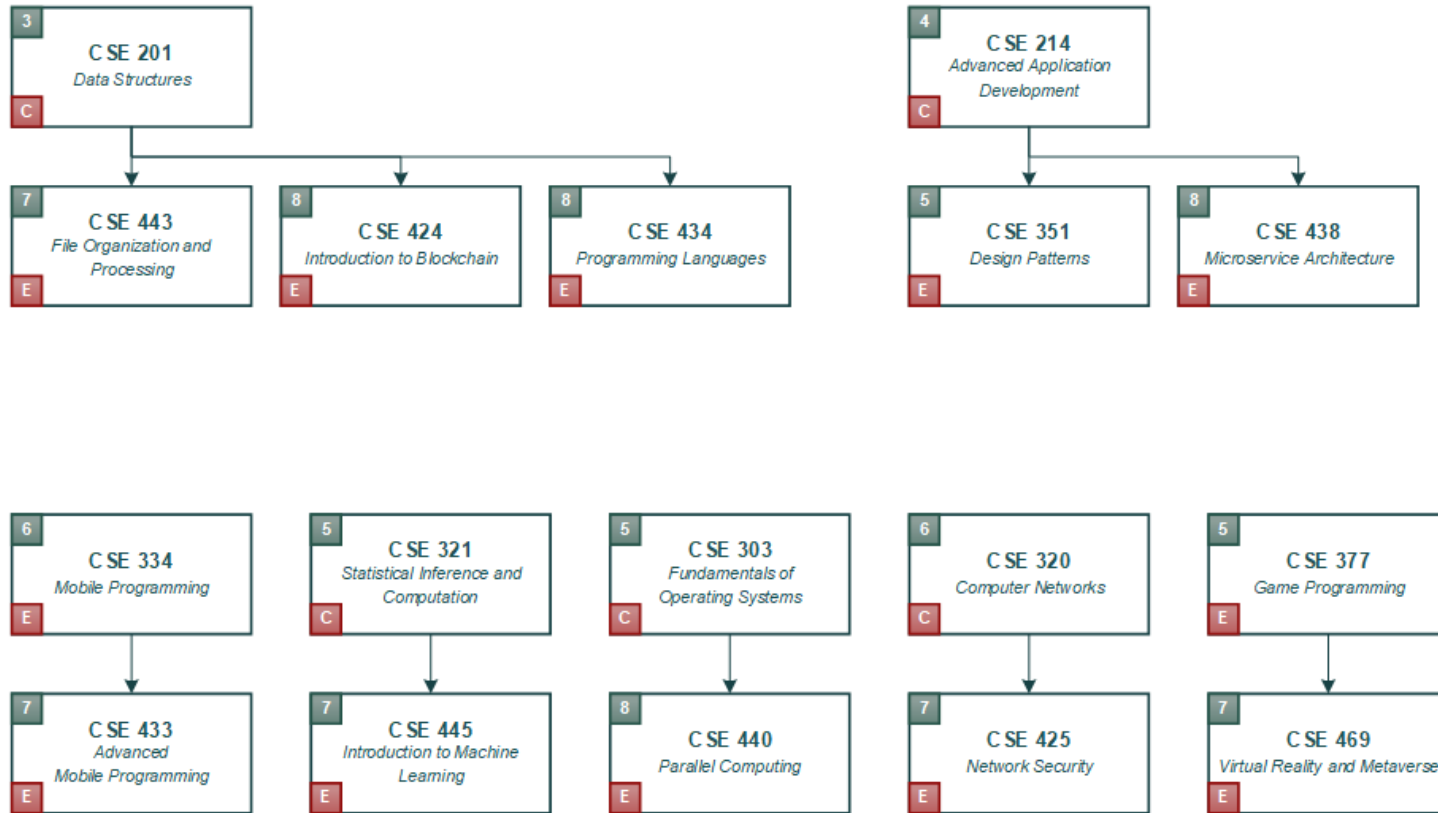 3
CSE 201
Data Structures
C
4
CSE 214
Advanced Application
Development
C
7
CSE 443
File Organization and
Processing
E
8
CSE 424
Introduction to Blockchain
E
8
CSE 434
Programming Languages
E
5
CSE 351
Design Patterns
E
8
CSE 438
Microservice Architecture
E
6
CSE 334
Mobile Programming
E
5
CSE 321
Statistical Inference and
Computation
C
5
CSE 303
Fundamentals of
Operating Systems
C
6
CSE 320
Computer Networks
C
5
CSE 377
Game Programming
E
7
CSE 433
Advanced
Mobile Programming
E
7
CSE 445
Introduction to Machine
Learning
E
8
CSE 440
Parallel Computing
E
7
CSE 425
Network Security
E
7
CSE 469
Virtual Reality and Metaverse
E